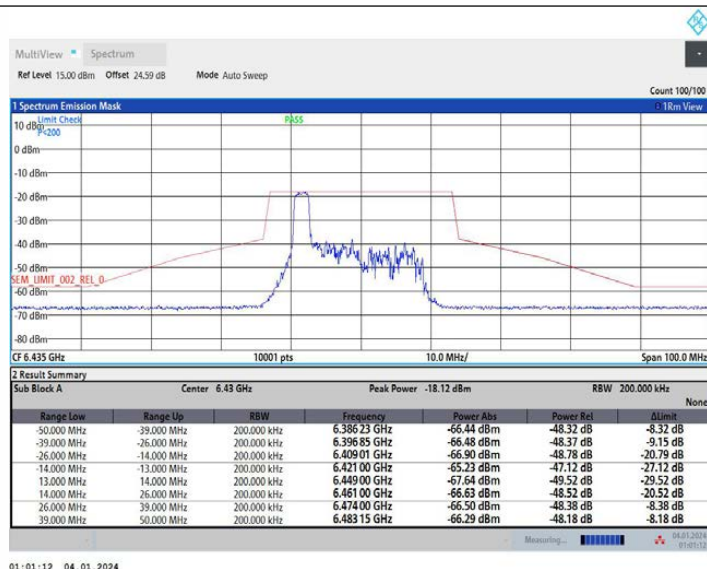 MultiView Spectrum
Ref Level 15.00 dBm Offset 24.59 dB Mode Auto Sweep
Count 100/100
1 Spectrum Emission Mask 1Rm View
Limit Check PASS
10 dBm
P<200
0 dBm
-10 dBm
-20 dBm
-30 dBm
-40 dBm
-50 dBm
SEM_LIMIT_002_REL_0
-60 dBm
-70 dBm
-80 dBm
CF 6.435 GHz 10001 pts 10.0 MHz/ Span 100.0 MHz
2 Result Summary
Sub Block A Center 6.43 GHz Peak Power -18.12 dBm RBW 200.000 kHz
None
Range Low Range Up RBW Frequency Power Abs Power Rel ΔLimit
-50.000 MHz -39.000 MHz 200.000 kHz 6.386 23 GHz -66.44 dBm -48.32 dB -8.32 dB
-39.000 MHz -26.000 MHz 200.000 kHz 6.396 85 GHz -66.48 dBm -48.37 dB -9.15 dB
-26.000 MHz -14.000 MHz 200.000 kHz 6.409 01 GHz -66.90 dBm -48.78 dB -20.79 dB
-14.000 MHz -13.000 MHz 200.000 kHz 6.421 00 GHz -65.23 dBm -47.12 dB -27.12 dB
13.000 MHz 14.000 MHz 200.000 kHz 6.449 00 GHz -67.64 dBm -49.52 dB -29.52 dB
14.000 MHz 26.000 MHz 200.000 kHz 6.461 00 GHz -66.63 dBm -48.52 dB -20.52 dB
26.000 MHz 39.000 MHz 200.000 kHz 6.474 00 GHz -66.50 dBm -48.38 dB -8.38 dB
39.000 MHz 50.000 MHz 200.000 kHz 6.483 15 GHz -66.29 dBm -48.18 dB -8.18 dB
Measuring... 04.01.2024
01:01:12
01:01:12 04.01.2024